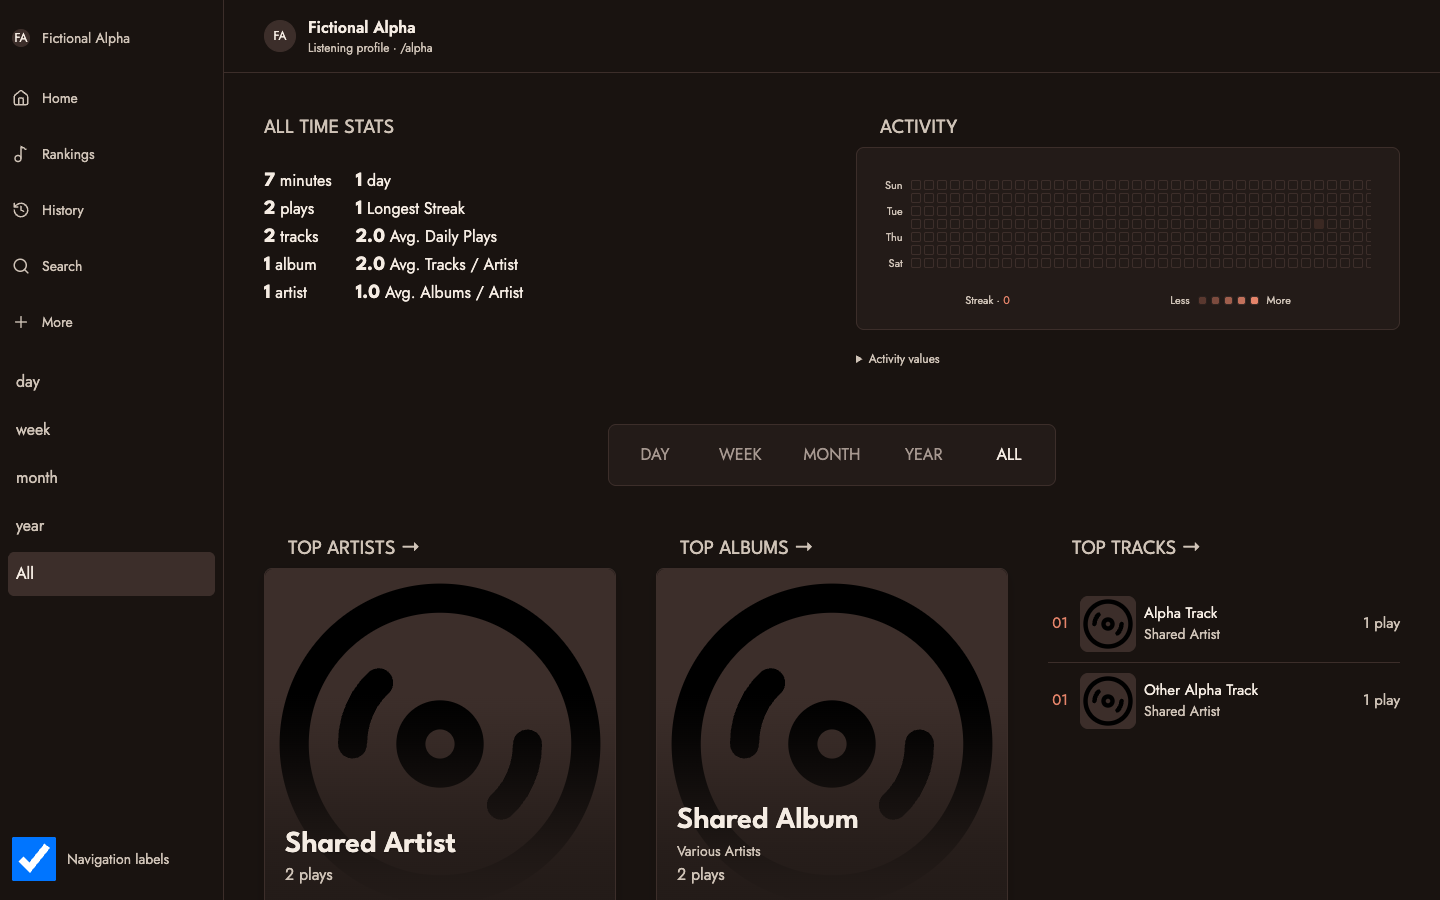 FA Fictional Alpha
Home
Rankings
History
Search
More
day
week
month
year
All
Navigation labels
FA
Fictional Alpha
Listening profile · /alpha
ALL TIME STATS
7 minutes
1 day
2 plays
1 Longest Streak
2 tracks
2.0 Avg. Daily Plays
1 album
2.0 Avg. Tracks / Artist
1 artist
1.0 Avg. Albums / Artist
ACTIVITY
Sun
Tue
Thu
Sat
Streak · 0
Less
More
Activity values
DAY WEEK MONTH YEAR ALL
TOP ARTISTS →
Shared Artist
2 plays
TOP ALBUMS →
Shared Album
Various Artists
2 plays
TOP TRACKS →
01
Alpha Track
Shared Artist
1 play
01
Other Alpha Track
Shared Artist
1 play